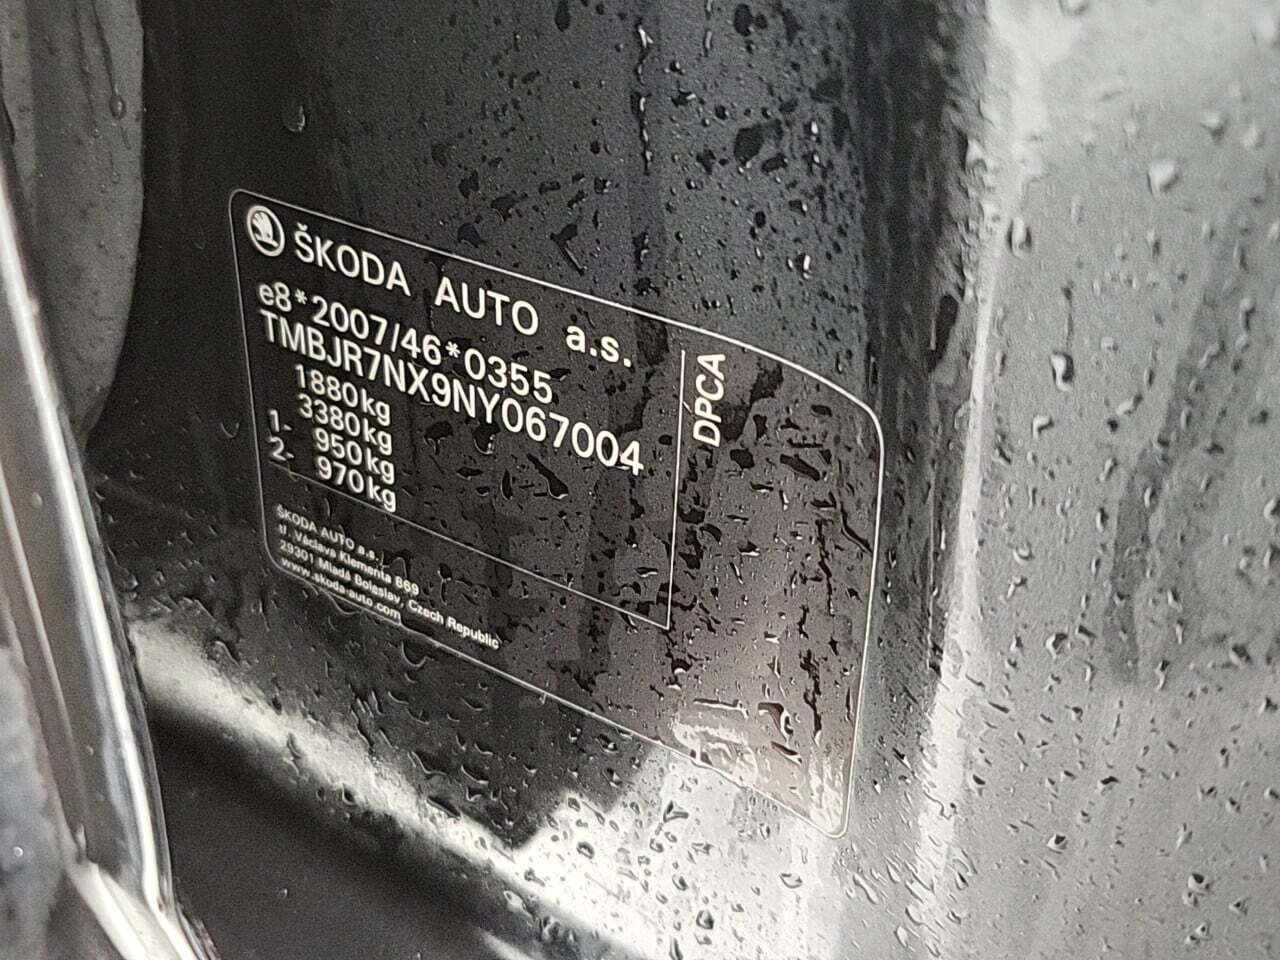 ŠKODA AUTO a.s.
e8*2007/46*0355
TMBJR7NX9NY067004
1880kg
3380kg
1- 950kg
2- 970kg
DPCA
ŠKODA AUTO a.s.,
tř. Václava Klementa 869
29301 Mladá Boleslav, Czech Republic
www.skoda-auto.com